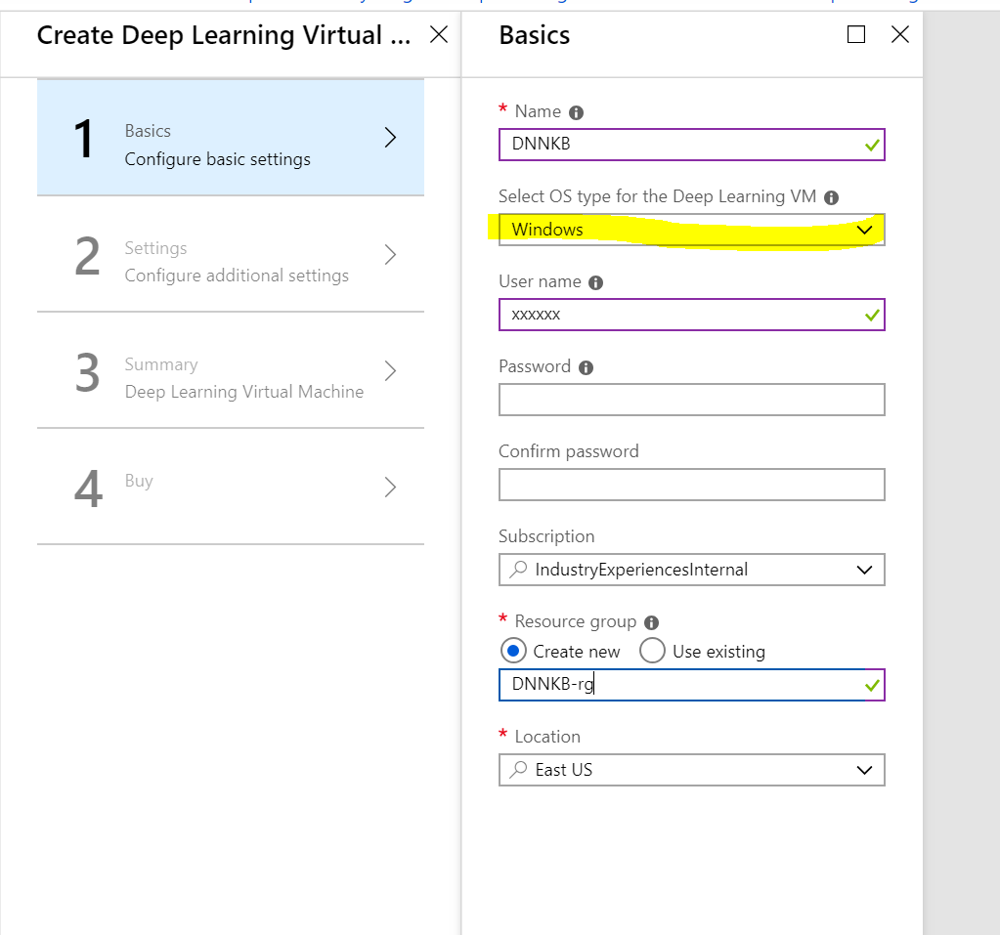 Create Deep Learning Virtual ...
1
Basics
Configure basic settings
2
Settings
Configure additional settings
3
Summary
Deep Learning Virtual Machine
4
Buy
Basics
* Name
DNNKB
Select OS type for the Deep Learning VM
Windows
User name
xxxxxx
Password
Confirm password
Subscription
IndustryExperiencesInternal
* Resource group
Create new Use existing
DNNKB-rg
* Location
East US